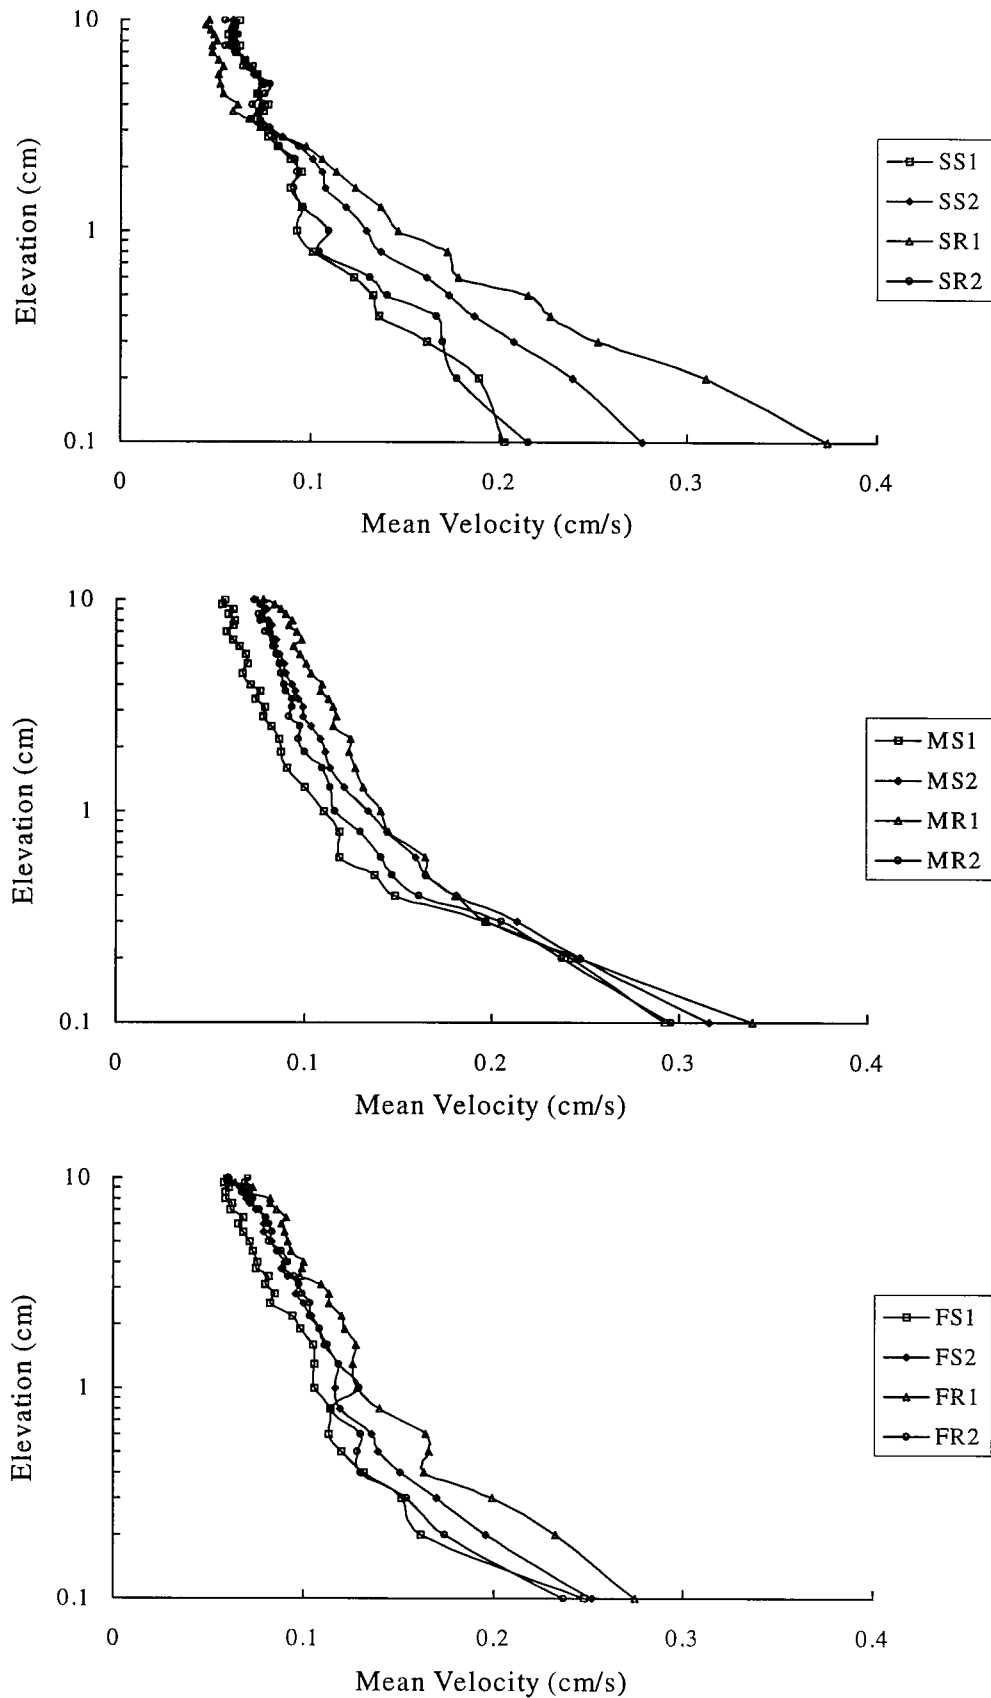 10
1
0.1
Elevation (cm)
0 0.1 0.2 0.3 0.4
Mean Velocity (cm/s)
SS1
SS2
SR1
SR2
10
1
0.1
Elevation (cm)
0 0.1 0.2 0.3 0.4
Mean Velocity (cm/s)
MS1
MS2
MR1
MR2
10
1
0.1
Elevation (cm)
0 0.1 0.2 0.3 0.4
Mean Velocity (cm/s)
FS1
FS2
FR1
FR2